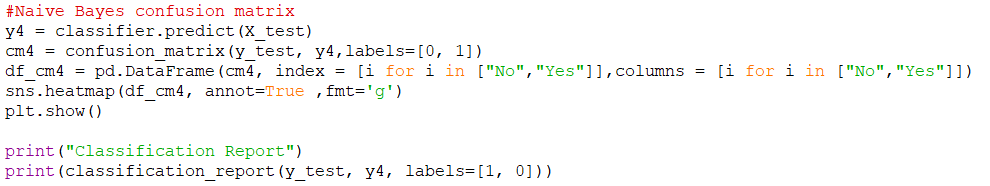 #Naive Bayes confusion matrix
y4 = classifier.predict(X_test)
cm4 = confusion_matrix(y_test, y4,labels=[0, 1])
df_cm4 = pd.DataFrame(cm4, index = [i for i in ["No","Yes"]],columns = [i for i in ["No","Yes"]])
sns.heatmap(df_cm4, annot=True ,fmt='g')
plt.show()
print("Classification Report")
print(classification_report(y_test, y4, labels=[1, 0]))